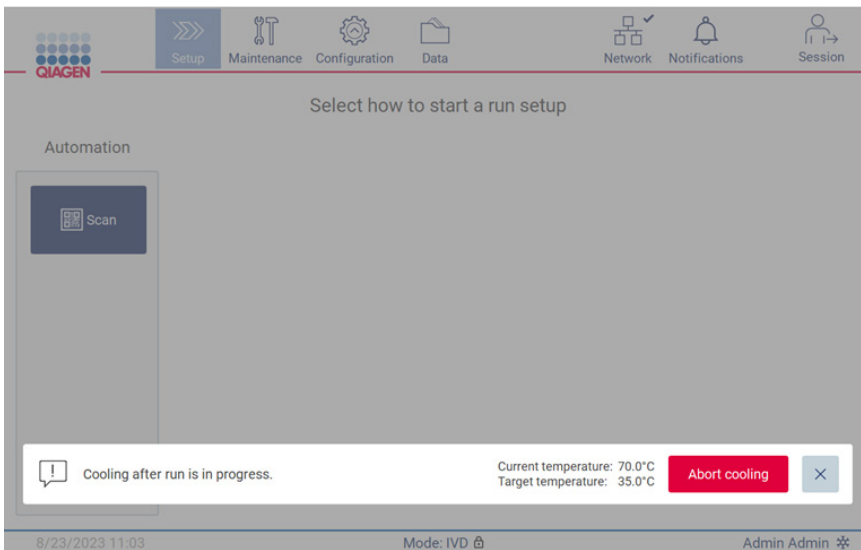 QIAGEN
Setup
Maintenance
Configuration
Data
Network
Notifications
Session
Select how to start a run setup
Automation
Scan
Cooling after run is in progress.
Current temperature: 70.0°C
Target temperature: 35.0°C
Abort cooling
8/23/2023 11:03
Mode: IVD
Admin Admin